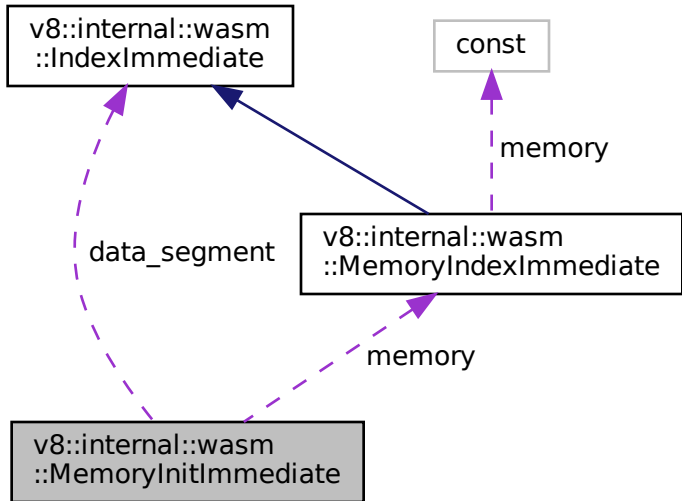 v8::internal::wasm
::IndexImmediate
const
memory
v8::internal::wasm
::MemoryIndexImmediate
data_segment
memory
v8::internal::wasm
::MemoryInitImmediate